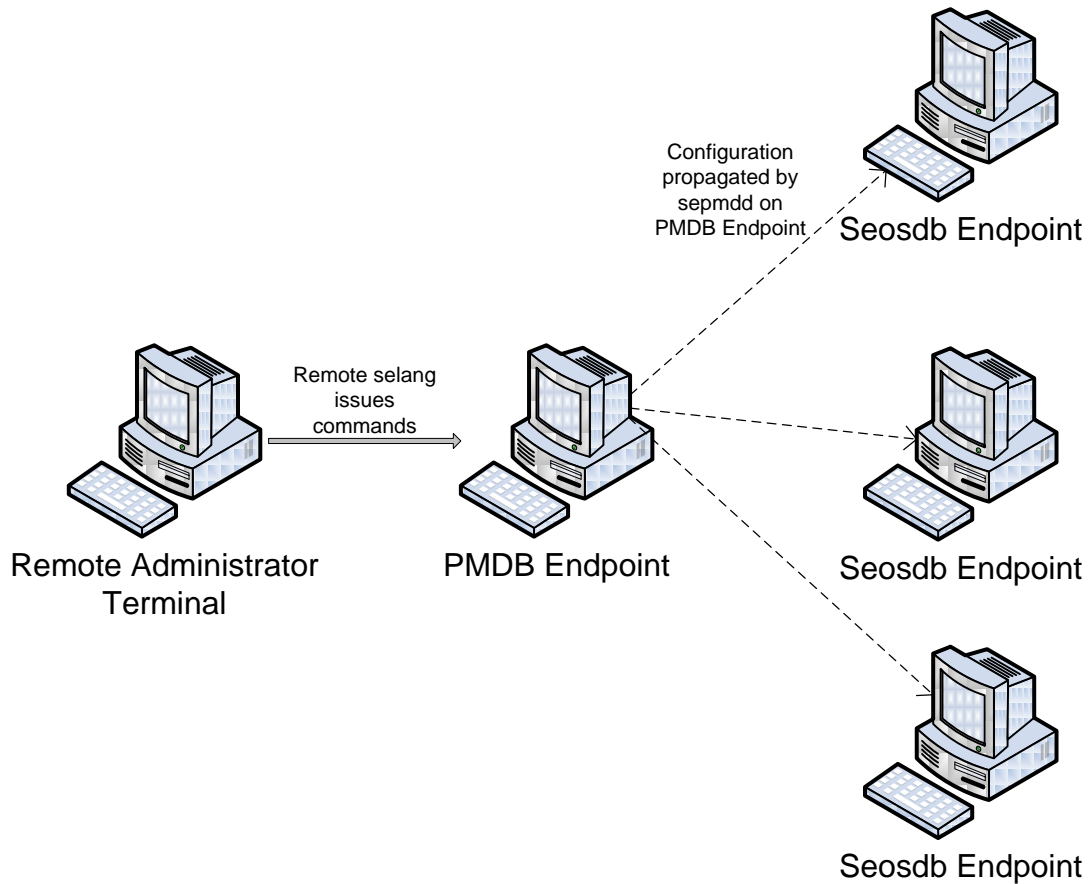 Configuration
propagated by
sepmdd on
PMDB Endpoint
Seosdb Endpoint
Remote selang
issues
commands
Remote Administrator
Terminal
PMDB Endpoint
Seosdb Endpoint
Seosdb Endpoint